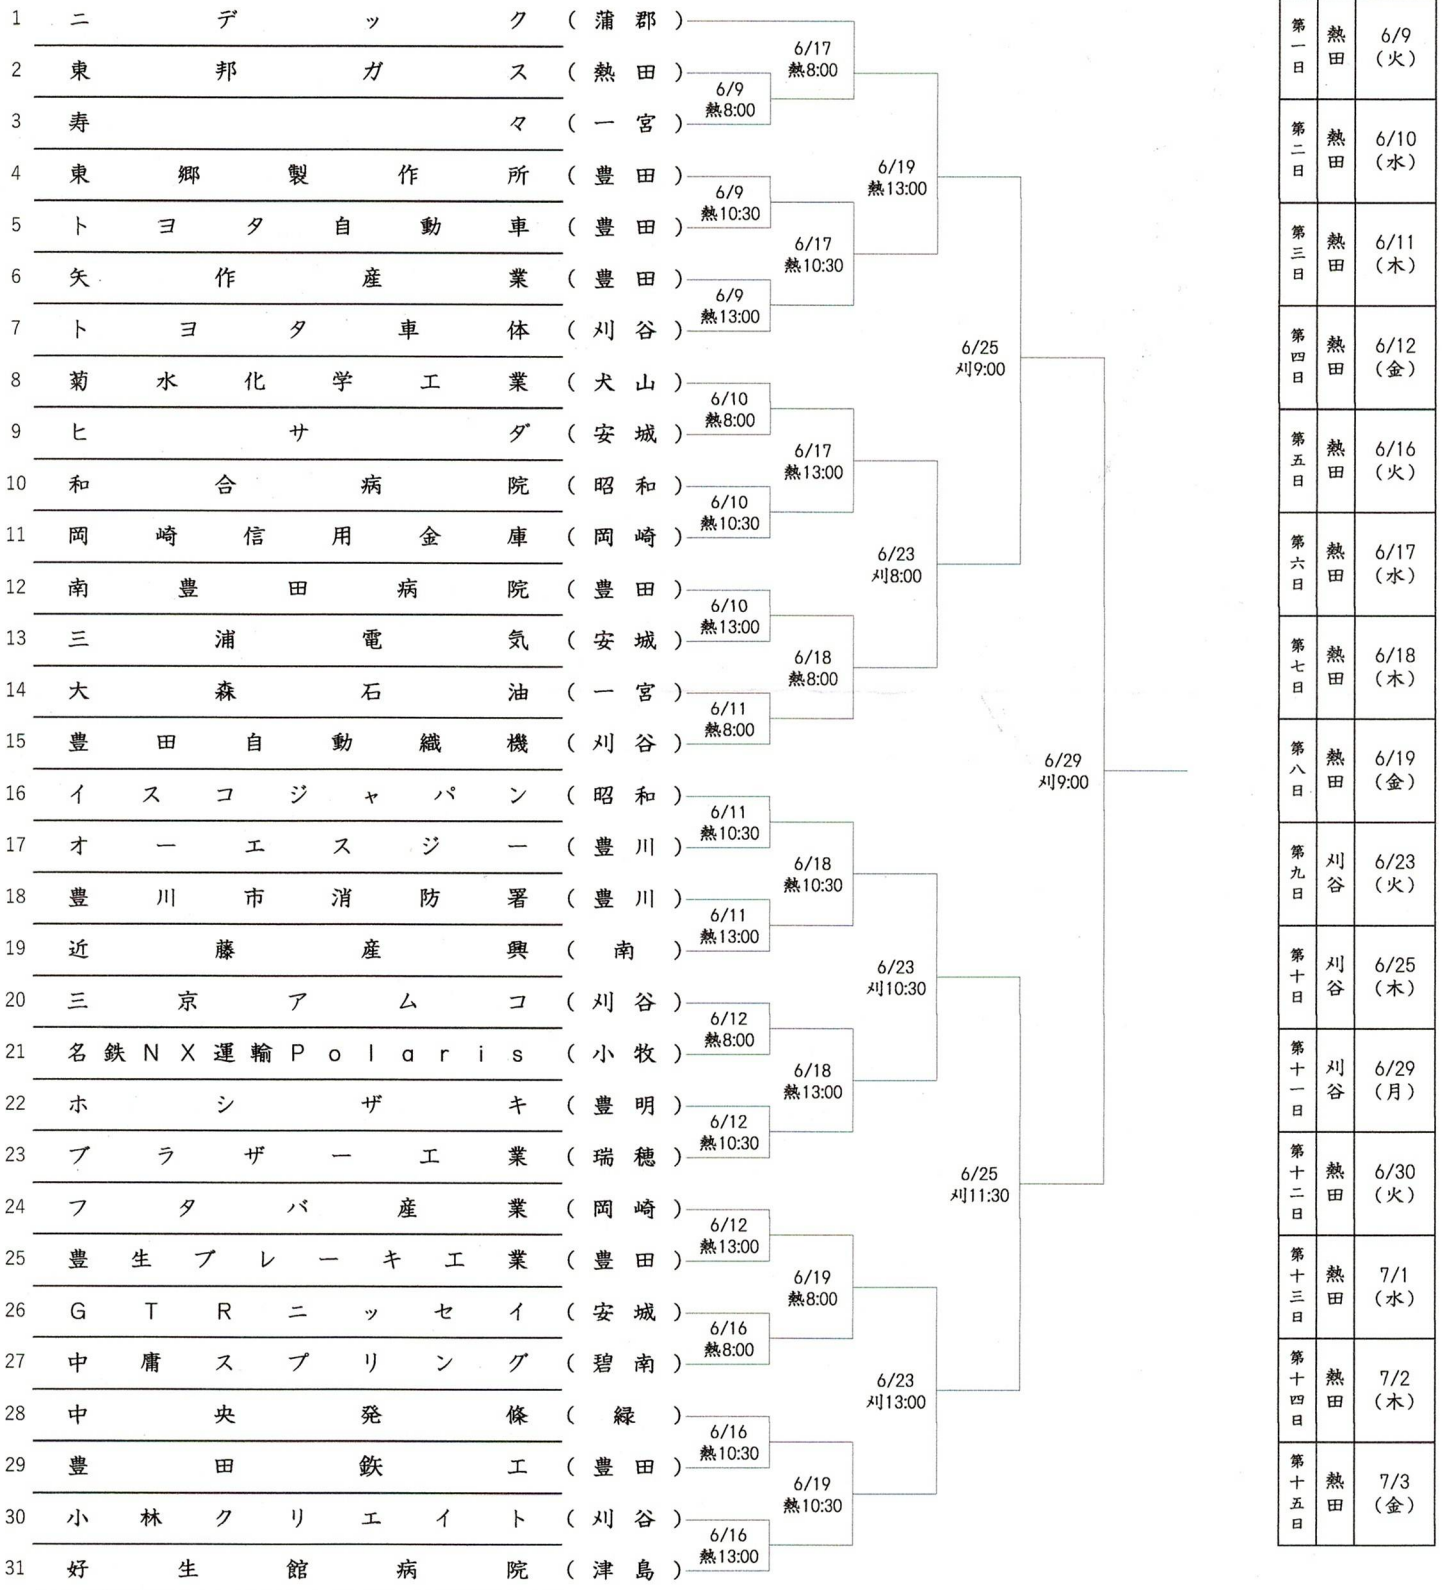 1 ニデック (蒲郡)
2 東邦ガス (熱田)
3 寿々 (一宮)
4 東郷製作所 (豊田)
5 トヨタ自動車 (豊田)
6 矢作産業 (豊田)
7 トヨタ車体 (刈谷)
8 菊水化学工業 (犬山)
9 ヒサダ (安城)
10 和合病院 (昭和)
11 岡崎信用金庫 (岡崎)
12 南豊田病院 (豊田)
13 三浦電気 (安城)
14 大森石油 (一宮)
15 豊田自動織機 (刈谷)
16 イスコジャパン (昭和)
17 オーエスジー (豊川)
18 豊川市消防署 (豊川)
19 近藤産興 (南)
20 三京アムコ (刈谷)
21 名鉄NX運輸Polaris (小牧)
22 ホシザキ (豊明)
23 ブラザー工業 (瑞穂)
24 フタバ産業 (岡崎)
25 豊生ブレーキ工業 (豊田)
26 GTRニッセイ (安城)
27 中庸スプリング (碧南)
28 中央発條 (緑)
29 豊田鉃工 (豊田)
30 小林クリエイト (刈谷)
31 好生館病院 (津島)
6/9
熱8:00
6/9
熱10:30
6/9
熱13:00
6/10
熱8:00
6/10
熱10:30
6/10
熱13:00
6/11
熱8:00
6/11
熱10:30
6/11
熱13:00
6/12
熱8:00
6/12
熱10:30
6/12
熱13:00
6/16
熱8:00
6/16
熱10:30
6/16
熱13:00
6/17
熱8:00
6/17
熱10:30
6/17
熱13:00
6/18
熱8:00
6/18
熱10:30
6/18
熱13:00
6/19
熱8:00
6/19
熱10:30
6/19
熱13:00
6/23
刈8:00
6/23
刈10:30
6/23
刈13:00
6/25
刈9:00
6/25
刈11:30
6/29
刈9:00
第一日 熱田 6/9 (火)
第二日 熱田 6/10 (水)
第三日 熱田 6/11 (木)
第四日 熱田 6/12 (金)
第五日 熱田 6/16 (火)
第六日 熱田 6/17 (水)
第七日 熱田 6/18 (木)
第八日 熱田 6/19 (金)
第九日 刈谷 6/23 (火)
第十日 刈谷 6/25 (木)
第十一日 刈谷 6/29 (月)
第十二日 熱田 6/30 (火)
第十三日 熱田 7/1 (水)
第十四日 熱田 7/2 (木)
第十五日 熱田 7/3 (金)